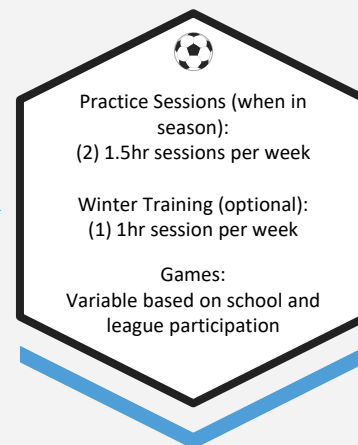 Practice Sessions (when in
season):
(2) 1.5hr sessions per week
Winter Training (optional):
(1) 1hr session per week
Games:
Variable based on school and
league participation